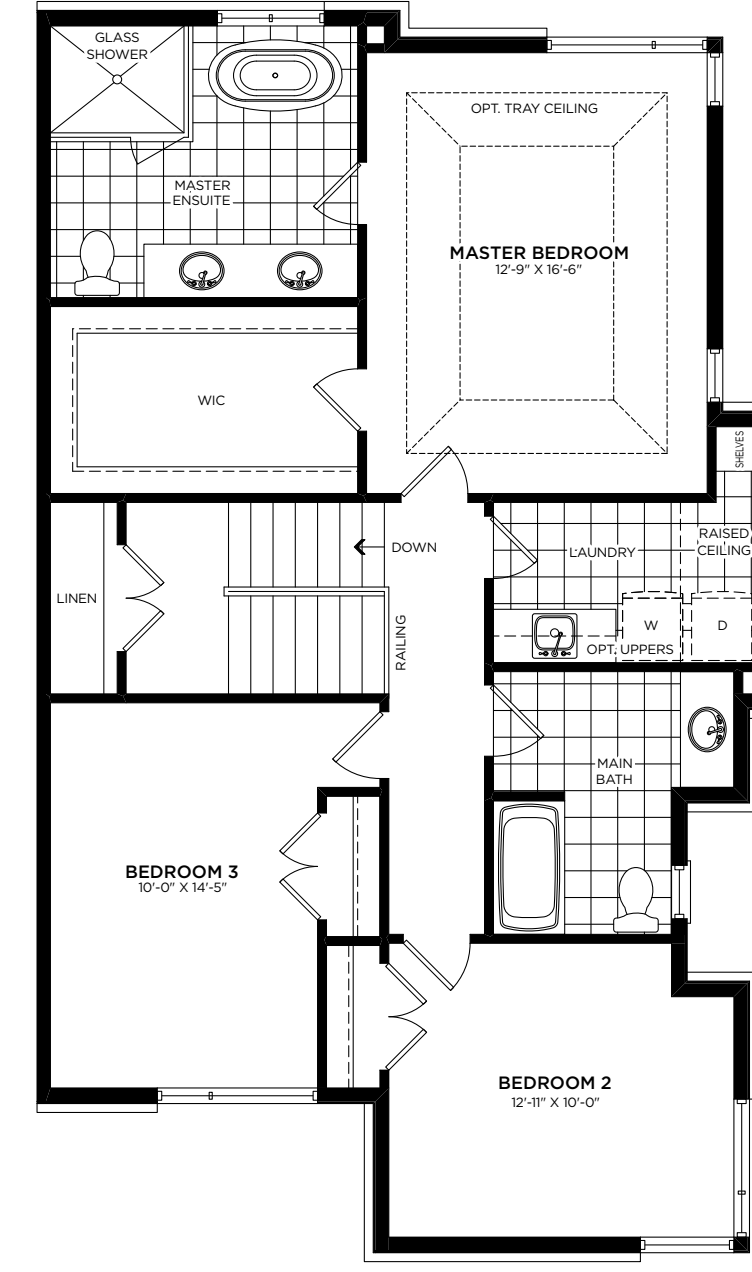 GLASS
SHOWER
OPT. TRAY CEILING
MASTER
ENSUITE
MASTER BEDROOM
12'-9" X 16'-6"
WIC
SHELVES
DOWN
LAUNDRY
RAISED
CEILING
LINEN
RAILING
W
D
OPT. UPPERS
MAIN
BATH
BEDROOM 3
10'-0" X 14'-5"
BEDROOM 2
12'-11" X 10'-0"